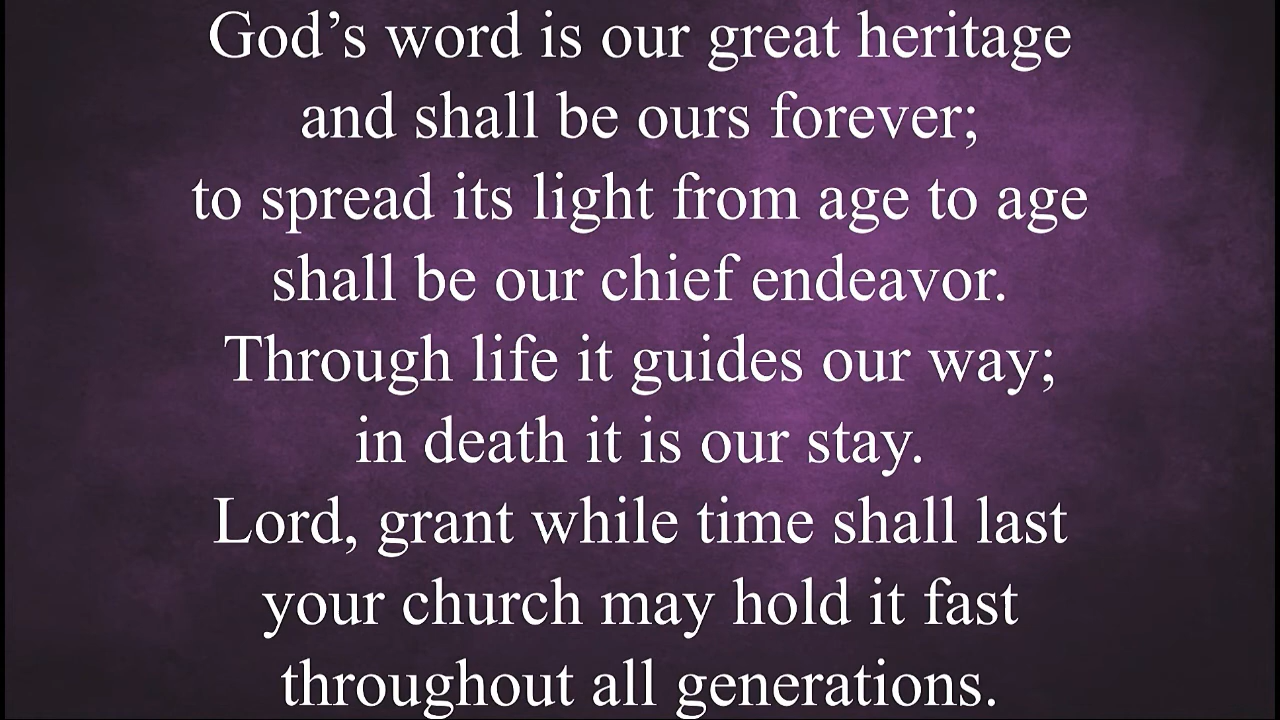 God’s word is our great heritage
and shall be ours forever;
to spread its light from age to age
shall be our chief endeavor.
Through life it guides our way;
in death it is our stay.
Lord, grant while time shall last
your church may hold it fast
throughout all generations.